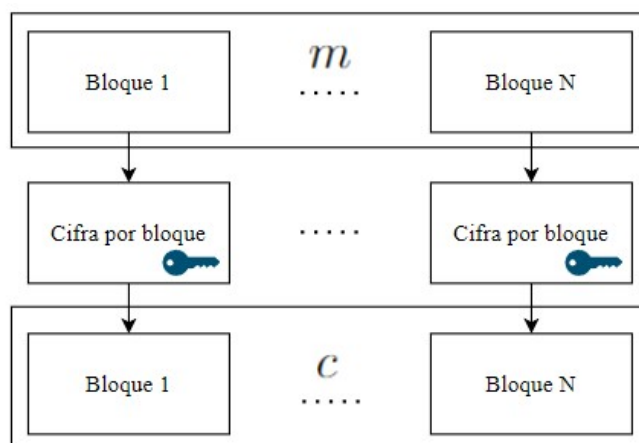 m
Bloque 1 ..... Bloque N
Cifra por bloque ..... Cifra por bloque
c
Bloque 1 ..... Bloque N